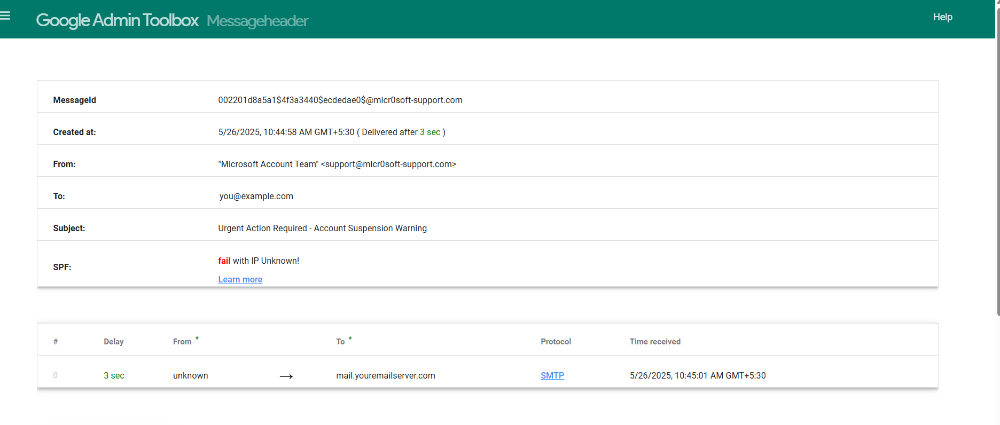 Google Admin Toolbox Messageheader
Help
MessageId 002201d8a5a1$4f3a3440$ecdedae0$@micr0soft-support.com
Created at: 5/26/2025, 10:44:58 AM GMT+5:30 ( Delivered after 3 sec )
From: "Microsoft Account Team" <support@micr0soft-support.com>
To: you@example.com
Subject: Urgent Action Required - Account Suspension Warning
SPF: fail with IP Unknown!
Learn more
# Delay From * To * Protocol Time received
0 3 sec unknown → mail.youremailserver.com SMTP 5/26/2025, 10:45:01 AM GMT+5:30